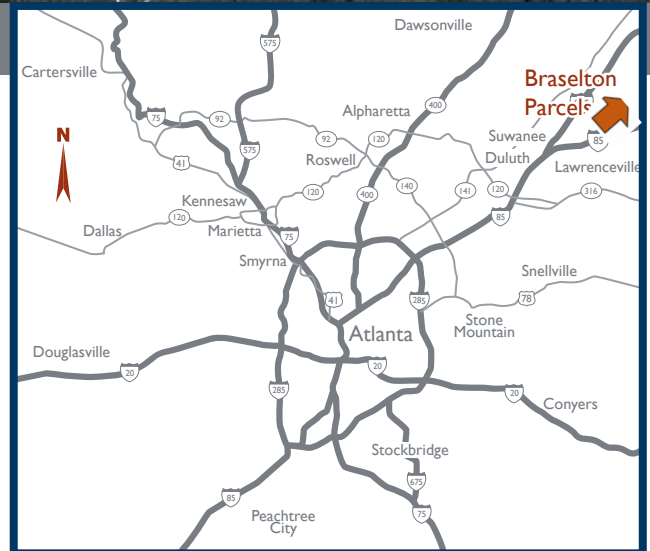 575
Dawsonville
Cartersville
Braselton
Parcels
400
Alpharetta
75
92
92
120
Suwanee
85
575
Roswell
Duluth
Lawrenceville
41
120
400
140
141
120
316
Kennesaw
Dallas
120
Marietta
75
85
Smyrna
Snellville
41
285
78
Stone
Mountain
Atlanta
Douglasville
20
20
285
20
Conyers
Stockbridge
675
85
75
Peachtree
City
N